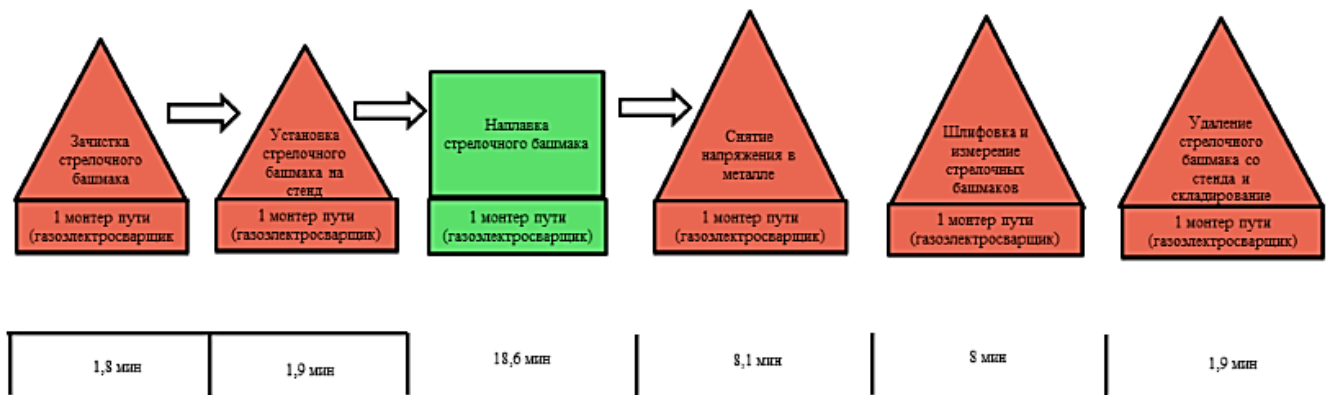 Зачистка
стрелочного
башмака
1 монтер пути
(газоэлектросварщик
Установка
стрелочного
башмака на
стенд
1 монтер пути
(газоэлектросварщик)
Наплавка
стрелочного башмака
1 монтер пути
(газоэлектросварщик)
Снятие
напряжения в
металле
1 монтер пути
(газоэлектросварщик)
Шлифовка и
измерение
стрелочных
башмаков
1 монтер пути
(газоэлектросварщик)
Удаление
стрелочного
башмака со
стенда и
складирование
1 монтер пути
(газоэлектросварщик)
1,8 мин
1,9 мин
18,6 мин
8,1 мин
8 мин
1,9 мин